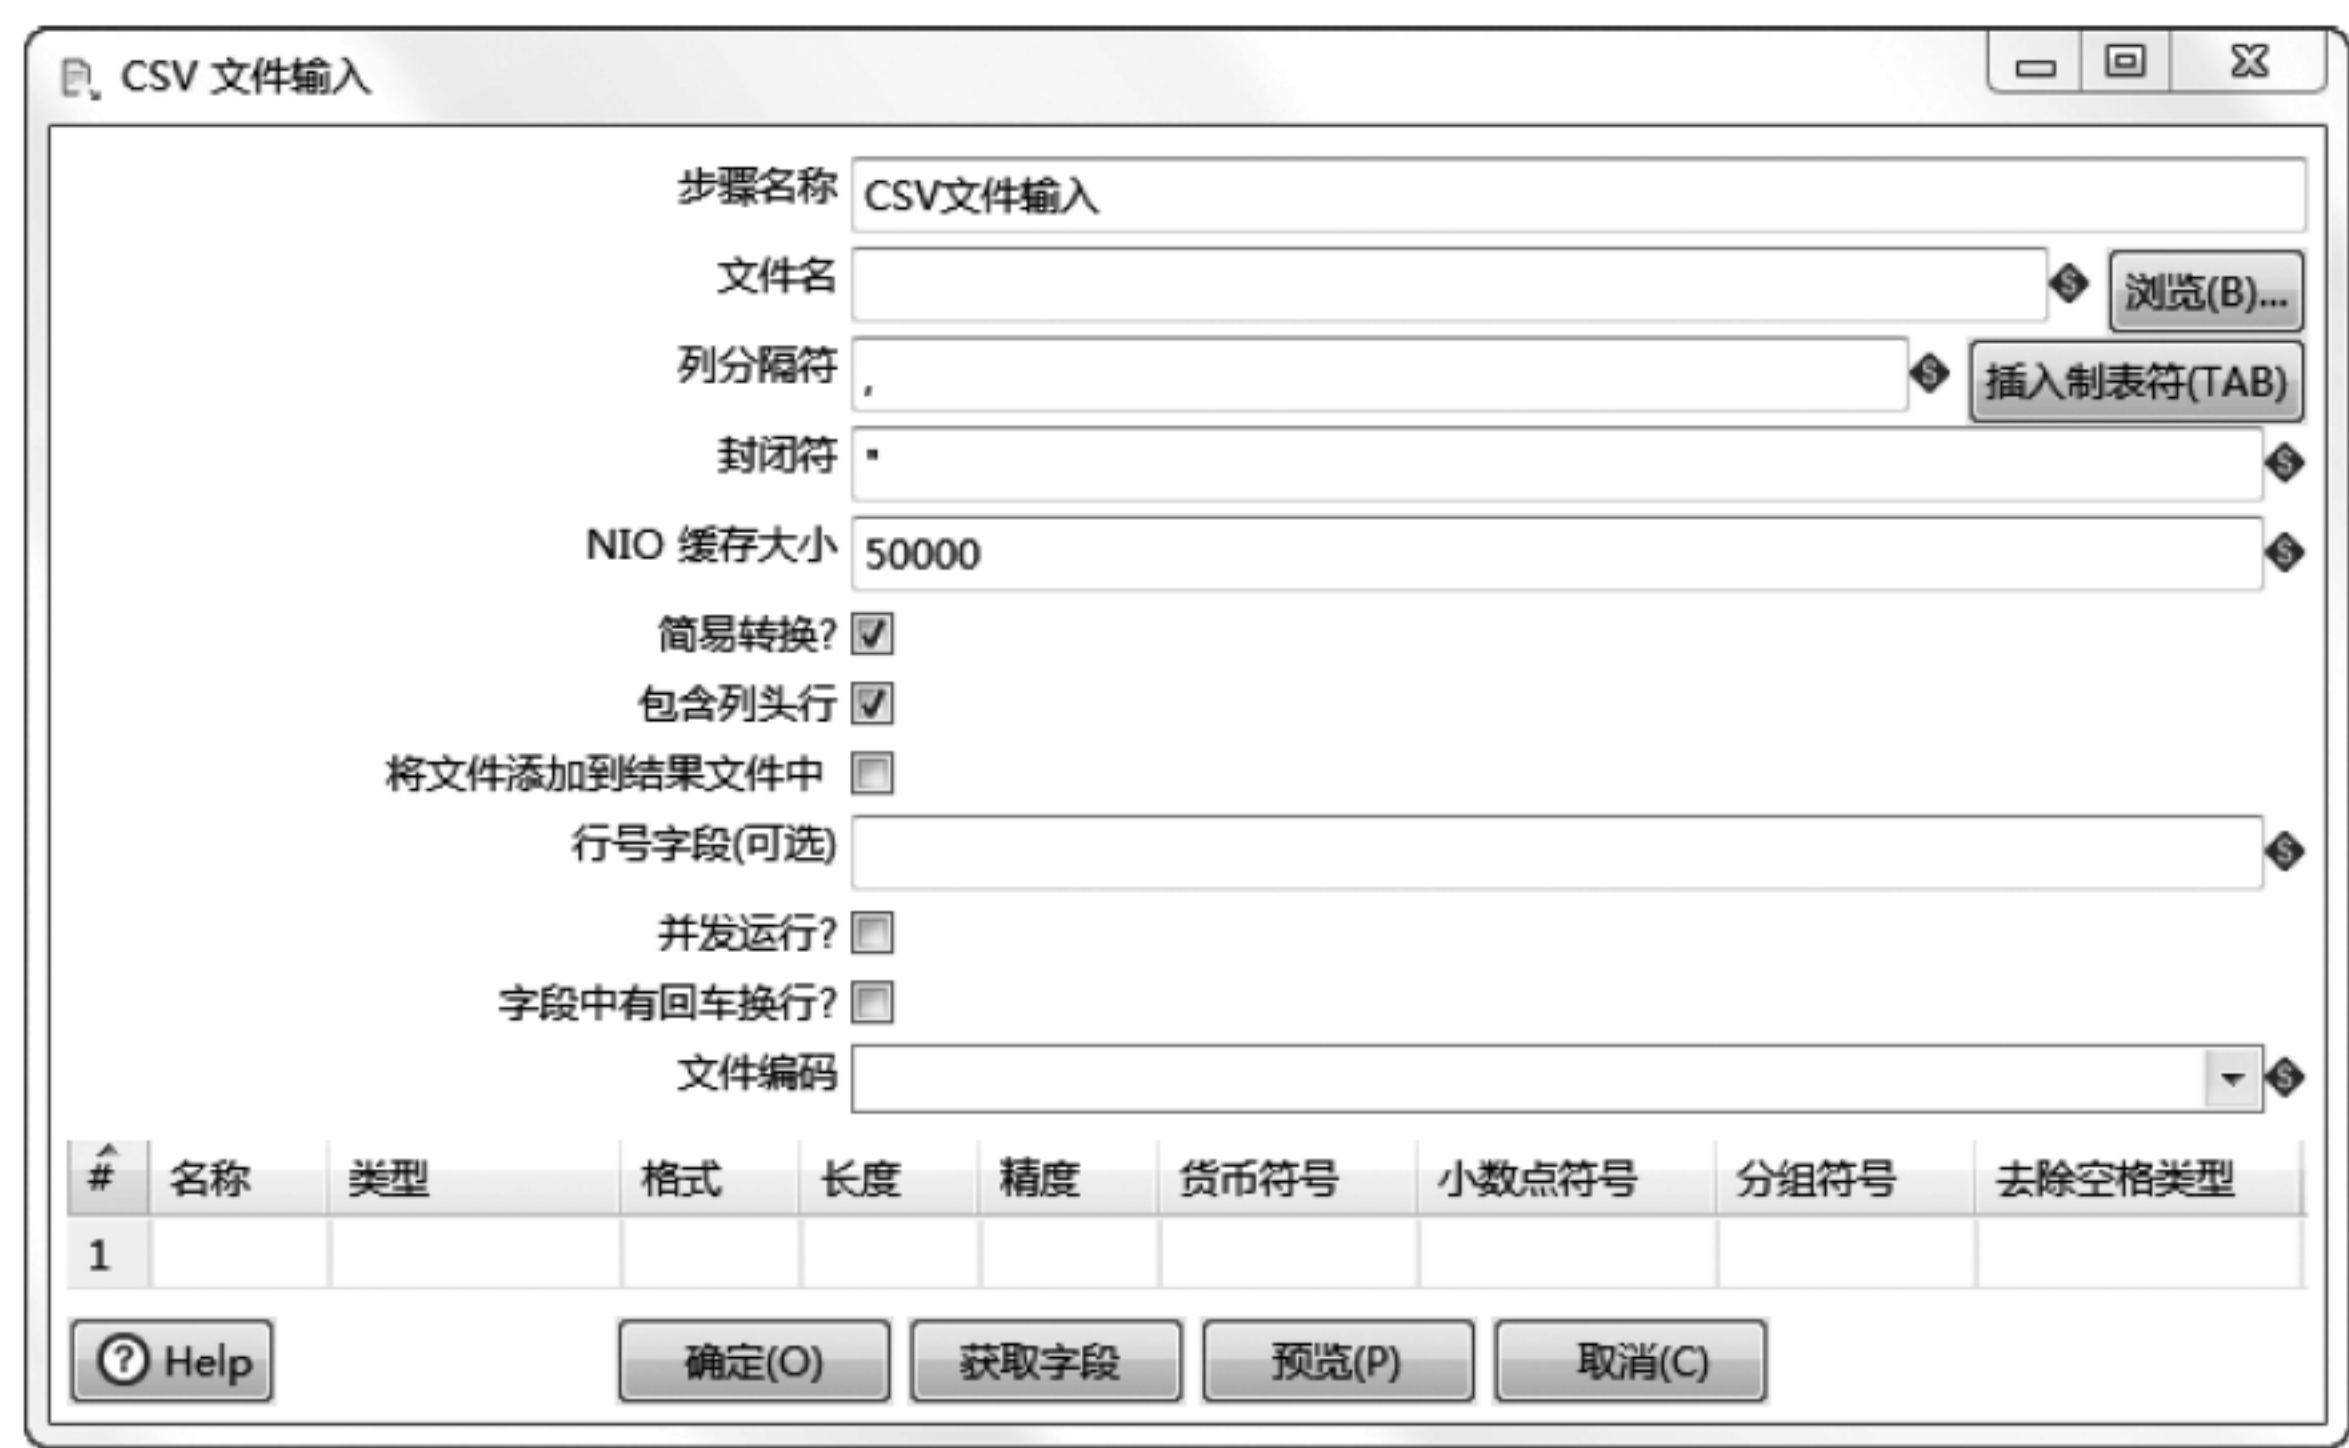 CSV 文件输入
步骤名称 CSV文件输入
文件名 浏览(B)...
列分隔符 , 插入制表符(TAB)
封闭符 "
NIO 缓存大小 50000
简易转换?
包含列头行
将文件添加到结果文件中
行号字段(可选)
并发运行?
字段中有回车换行?
文件编码
# 名称 类型 格式 长度 精度 货币符号 小数点符号 分组符号 去除空格类型
1
Help 确定(O) 获取字段 预览(P) 取消(C)